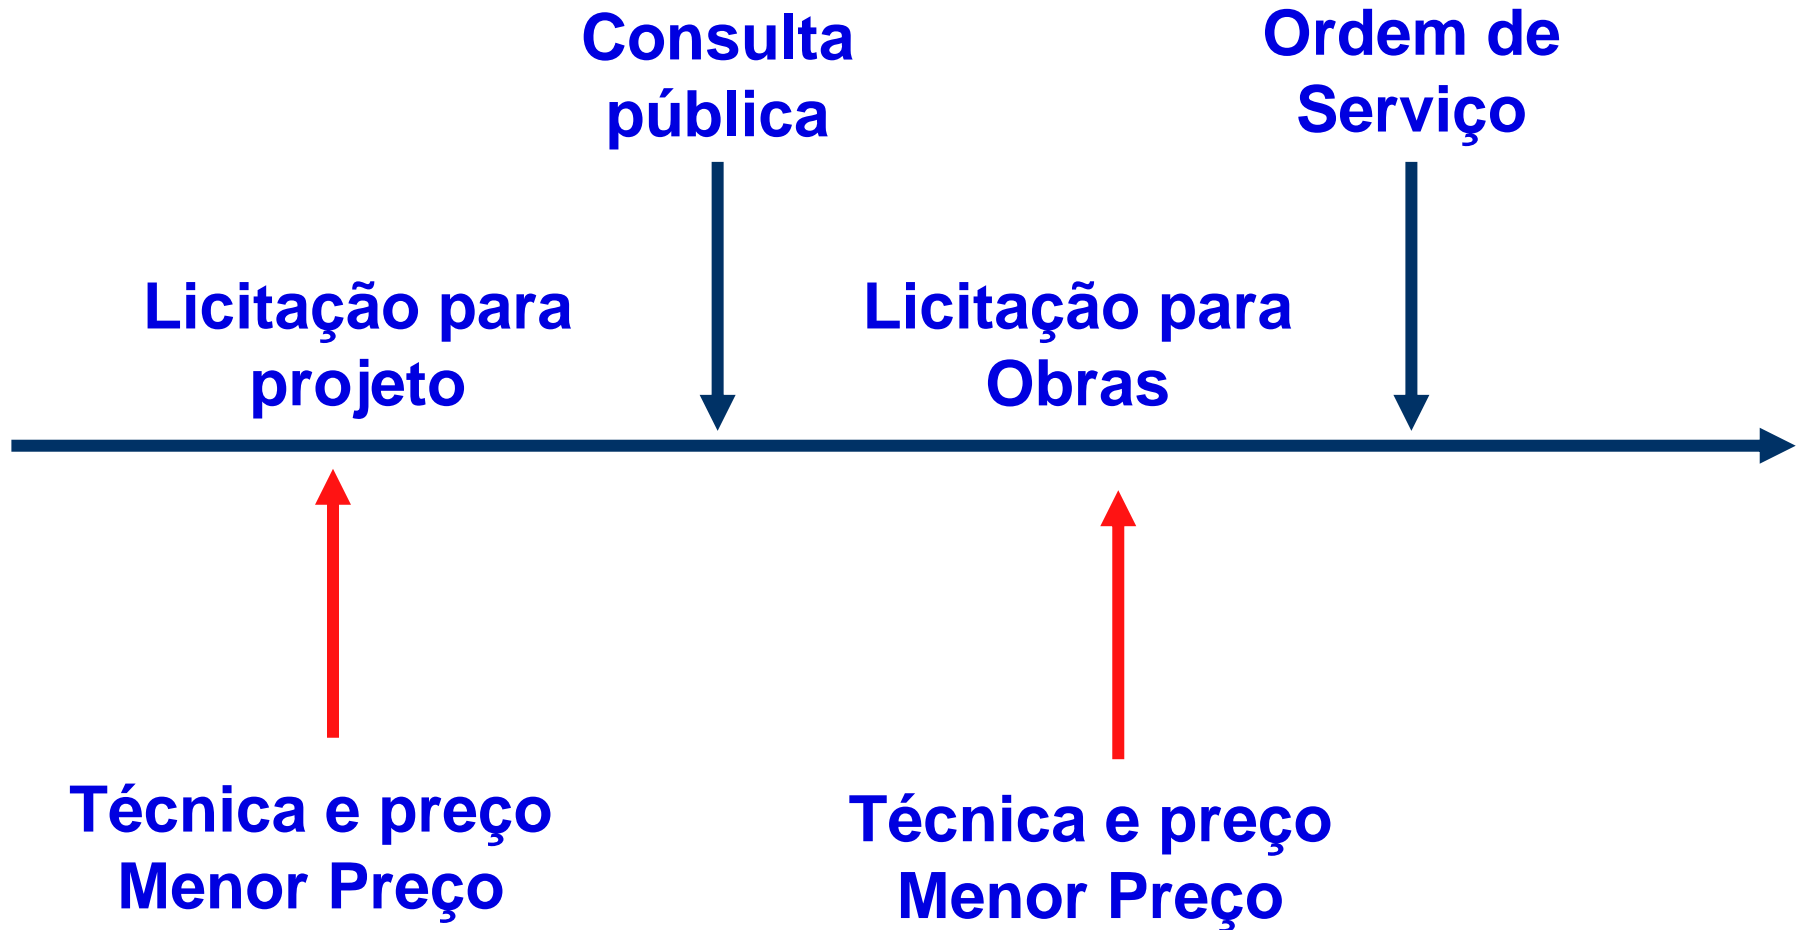 Consulta
pública
Ordem de
Serviço
Licitação para
projeto
Licitação para
Obras
Técnica e preço
Menor Preço
Técnica e preço
Menor Preço